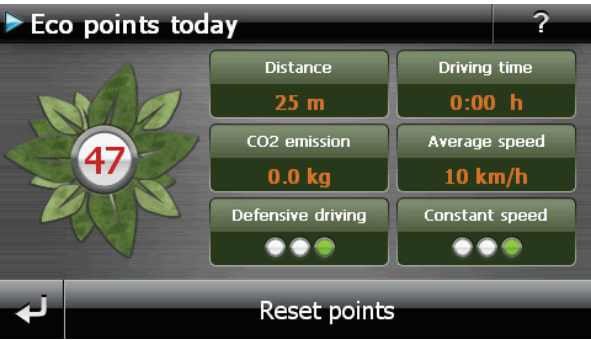 Eco points today
?
Distance
Driving time
25 m
0:00 h
CO2 emission
Average speed
47
0.0 kg
10 km/h
Defensive driving
Constant speed
Reset points